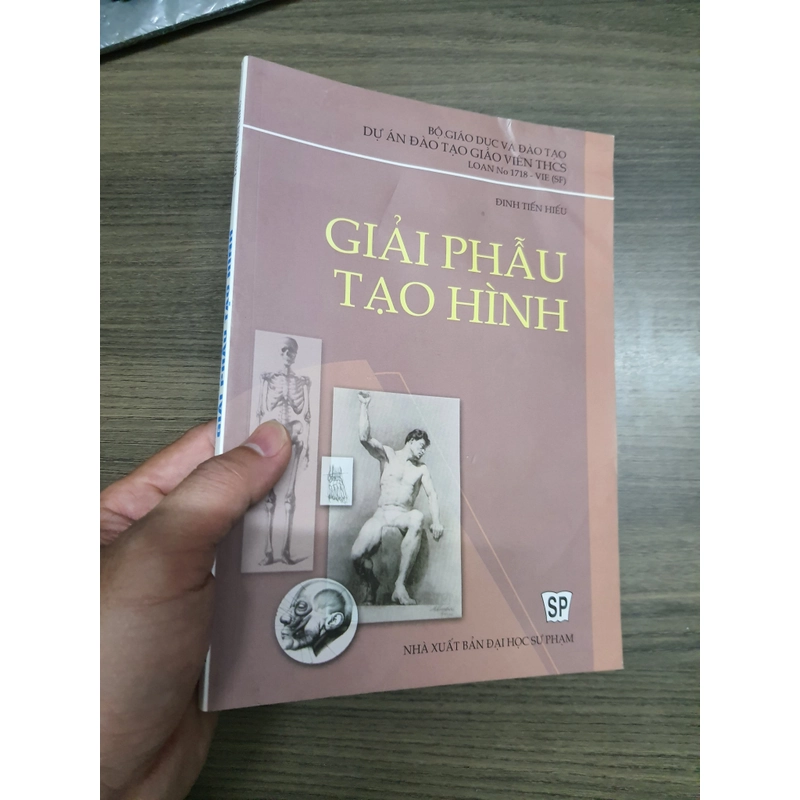 BỘ GIÁO DỤC VÀ ĐÀO TẠO
DỰ ÁN ĐÀO TẠO GIÁO VIÊN THCS
LOAN No 1718 - VIE (SF)
ĐINH TIẾN HIẾU
GIẢI PHẪU
TẠO HÌNH
SP
NHÀ XUẤT BẢN ĐẠI HỌC SƯ PHẠM